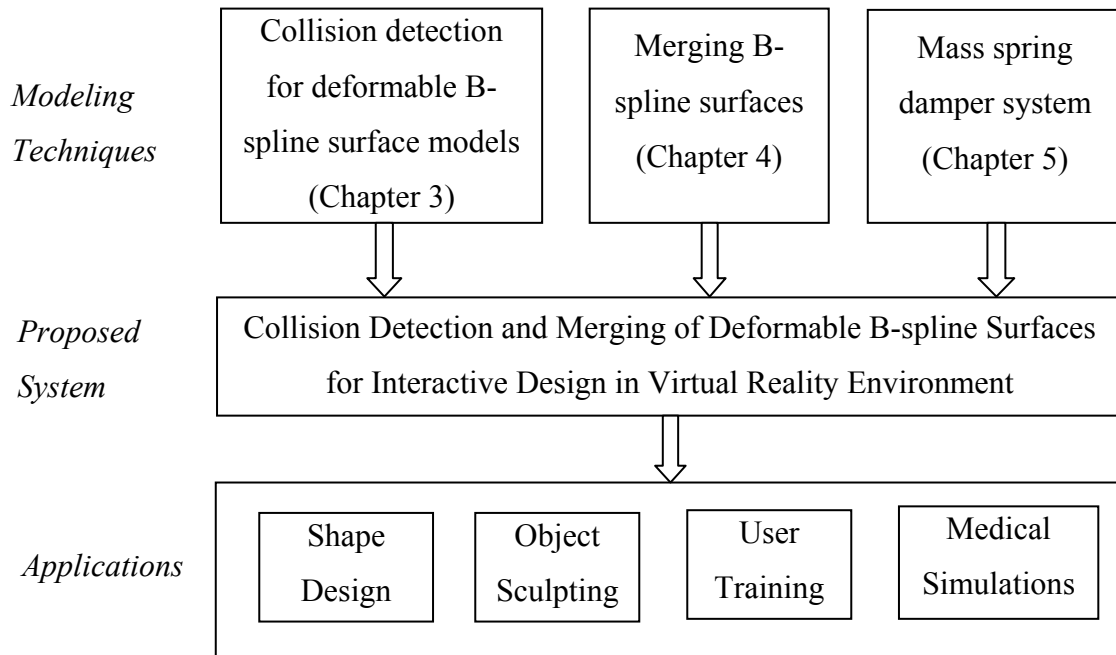 Modeling
Techniques
Collision detection
for deformable B-
spline surface models
(Chapter 3)
Merging B-
spline surfaces
(Chapter 4)
Mass spring
damper system
(Chapter 5)
Proposed
System
Collision Detection and Merging of Deformable B-spline Surfaces
for Interactive Design in Virtual Reality Environment
Applications
Shape
Design
Object
Sculpting
User
Training
Medical
Simulations